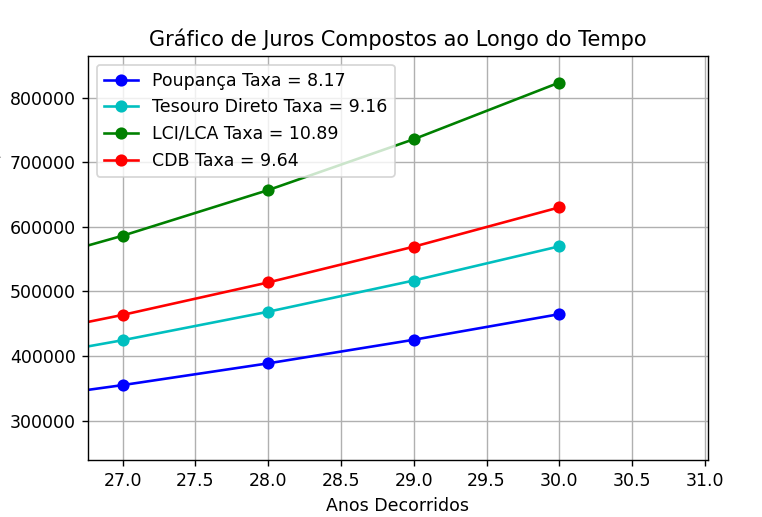 Gráfico de Juros Compostos ao Longo do Tempo
Poupança Taxa = 8.17
Tesouro Direto Taxa = 9.16
LCI/LCA Taxa = 10.89
CDB Taxa = 9.64
800000
700000
600000
500000
400000
300000
27.0 27.5 28.0 28.5 29.0 29.5 30.0 30.5 31.0
Anos Decorridos